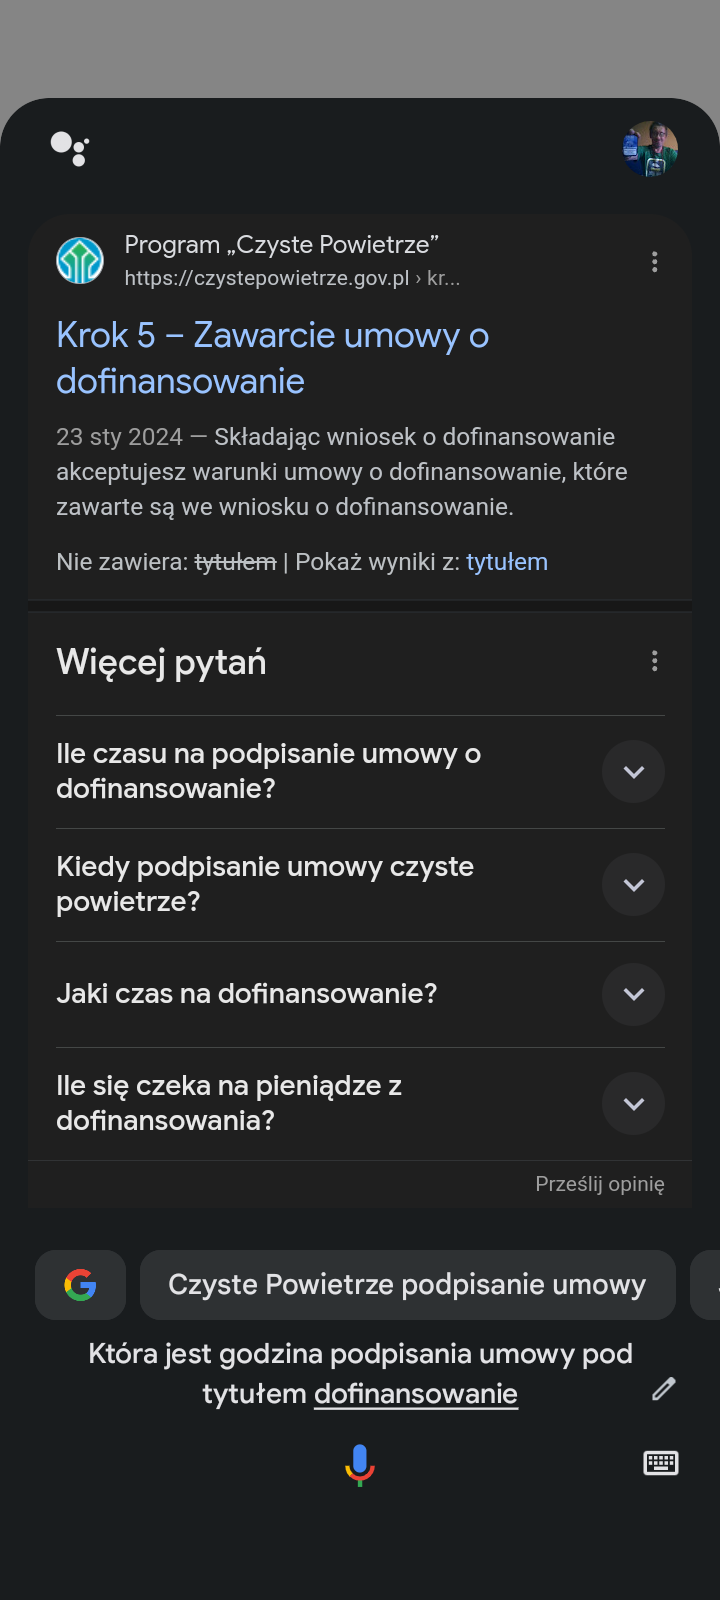 Program „Czyste Powietrze”
https://czystepowietrze.gov.pl › kr...
Krok 5 – Zawarcie umowy o
dofinansowanie
23 sty 2024 — Składając wniosek o dofinansowanie
akceptujesz warunki umowy o dofinansowanie, które
zawarte są we wniosku o dofinansowanie.
Nie zawiera: tytułem | Pokaż wyniki z: tytułem
Więcej pytań
Ile czasu na podpisanie umowy o
dofinansowanie?
Kiedy podpisanie umowy czyste
powietrze?
Jaki czas na dofinansowanie?
Ile się czeka na pieniądze z
dofinansowania?
Prześlij opinię
Czyste Powietrze podpisanie umowy
Która jest godzina podpisania umowy pod
tytułem dofinansowanie